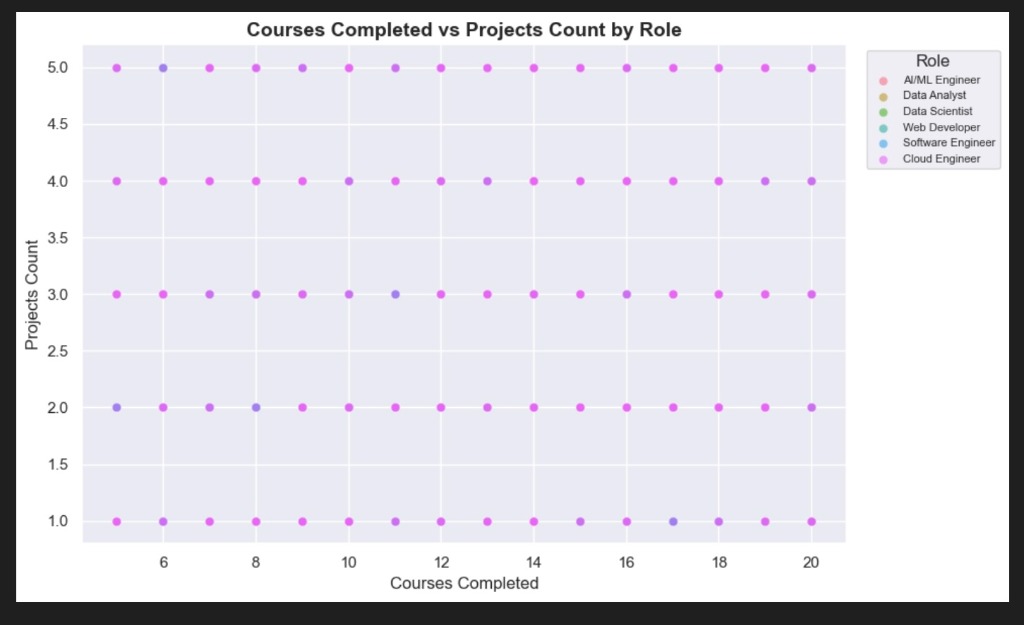 Courses Completed vs Projects Count by Role
5.0
4.5
4.0
3.5
3.0
2.5
2.0
1.5
1.0
Projects Count
6 8 10 12 14 16 18 20
Courses Completed
Role
AI/ML Engineer
Data Analyst
Data Scientist
Web Developer
Software Engineer
Cloud Engineer